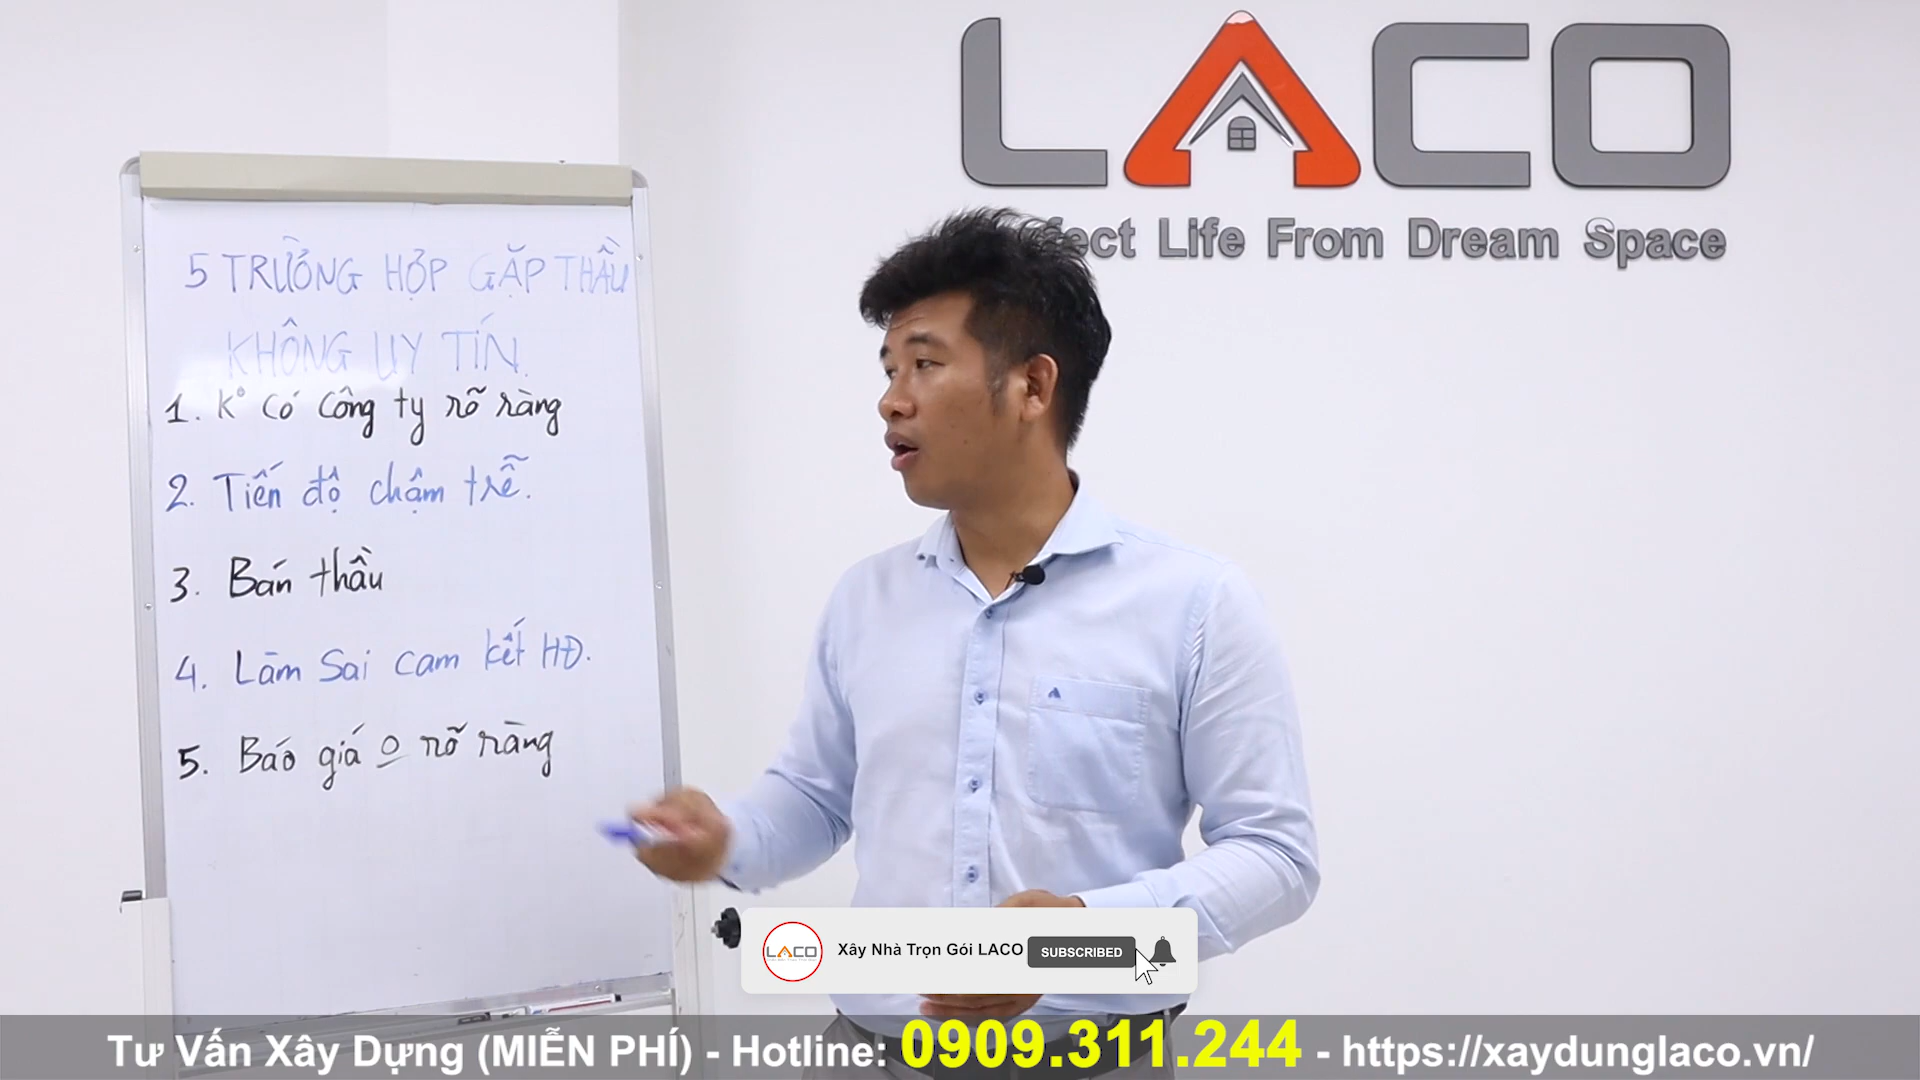 LACO
fect Life From Dream Space
5 TRƯỜNG HỢP GẶP THẦU
KHÔNG UY TÍN.
1. K° có công ty rõ ràng
2. Tiến độ chậm trễ.
3. Bán thầu
4. Làm Sai cam kết HĐ.
5. Báo giá 0 rõ ràng
LACO
Xây Nhà Trọn Gói LACO
SUBSCRIBED
Tư Vấn Xây Dựng (MIỄN PHÍ) - Hotline: 0909.311.244 - https://xaydunglaco.vn/